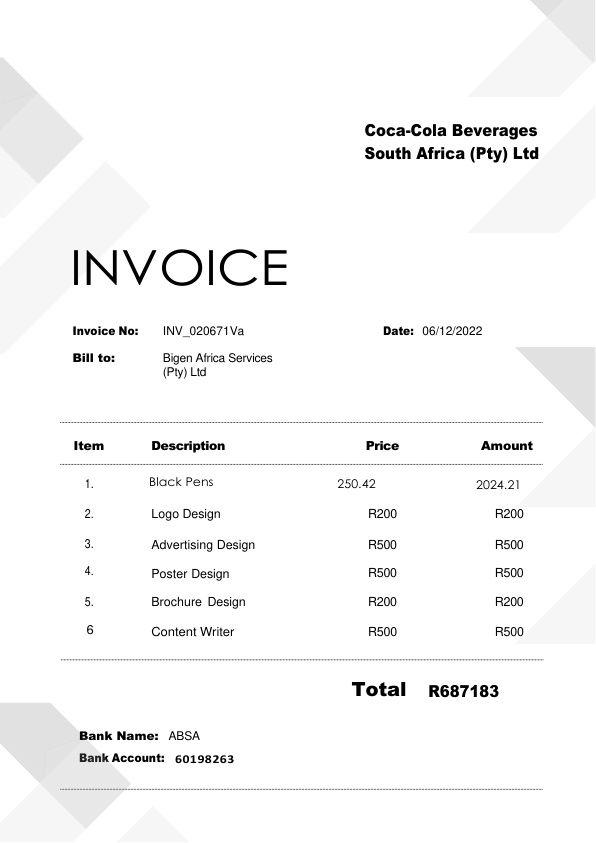 Coca-Cola Beverages
South Africa (Pty) Ltd
INVOICE
Invoice No: INV_020671Va Date: 06/12/2022
Bill to: Bigen Africa Services
(Pty) Ltd
Item Description Price Amount
1. Black Pens 250.42 2024.21
2. Logo Design R200 R200
3. Advertising Design R500 R500
4. Poster Design R500 R500
5. Brochure Design R200 R200
6 Content Writer R500 R500
Total R687183
Bank Name: ABSA
Bank Account: 60198263